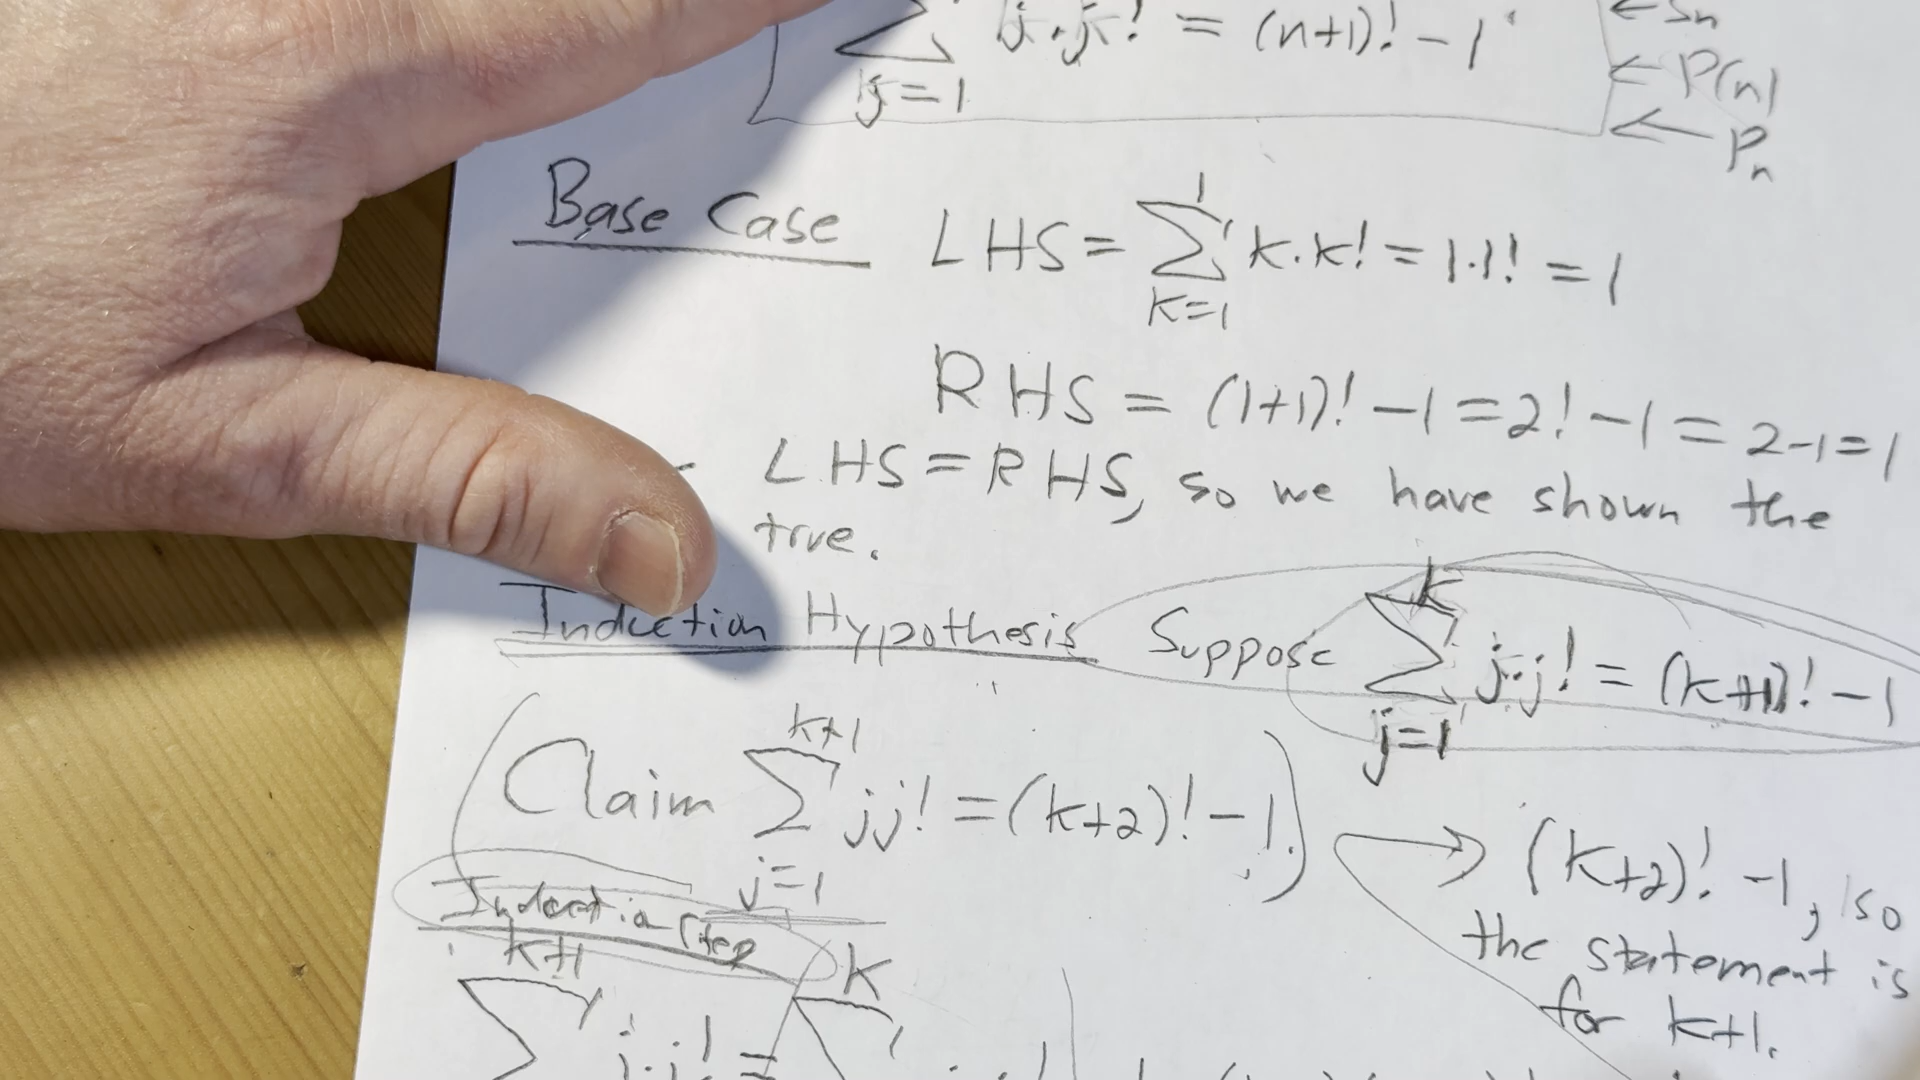 ∑ j·j! = (n+1)! - 1 ← Sn
j=1 ← P(n)
← Pn
Base Case LHS = ∑_{k=1}^{1} k·k! = 1·1! = 1
RHS = (1+1)! - 1 = 2! - 1 = 2-1=1
LHS = RHS, so we have shown the
true.
Induction Hypothesis Suppose ∑_{j=1}^{k} j·j! = (k+1)! - 1
(Claim ∑_{j=1}^{k+1} jj! = (k+2)! - 1.)
→ (k+2)! - 1, so
the statement is
for k+1.
Induction Step
∑^{k+1} j·j! = ∑^{k}